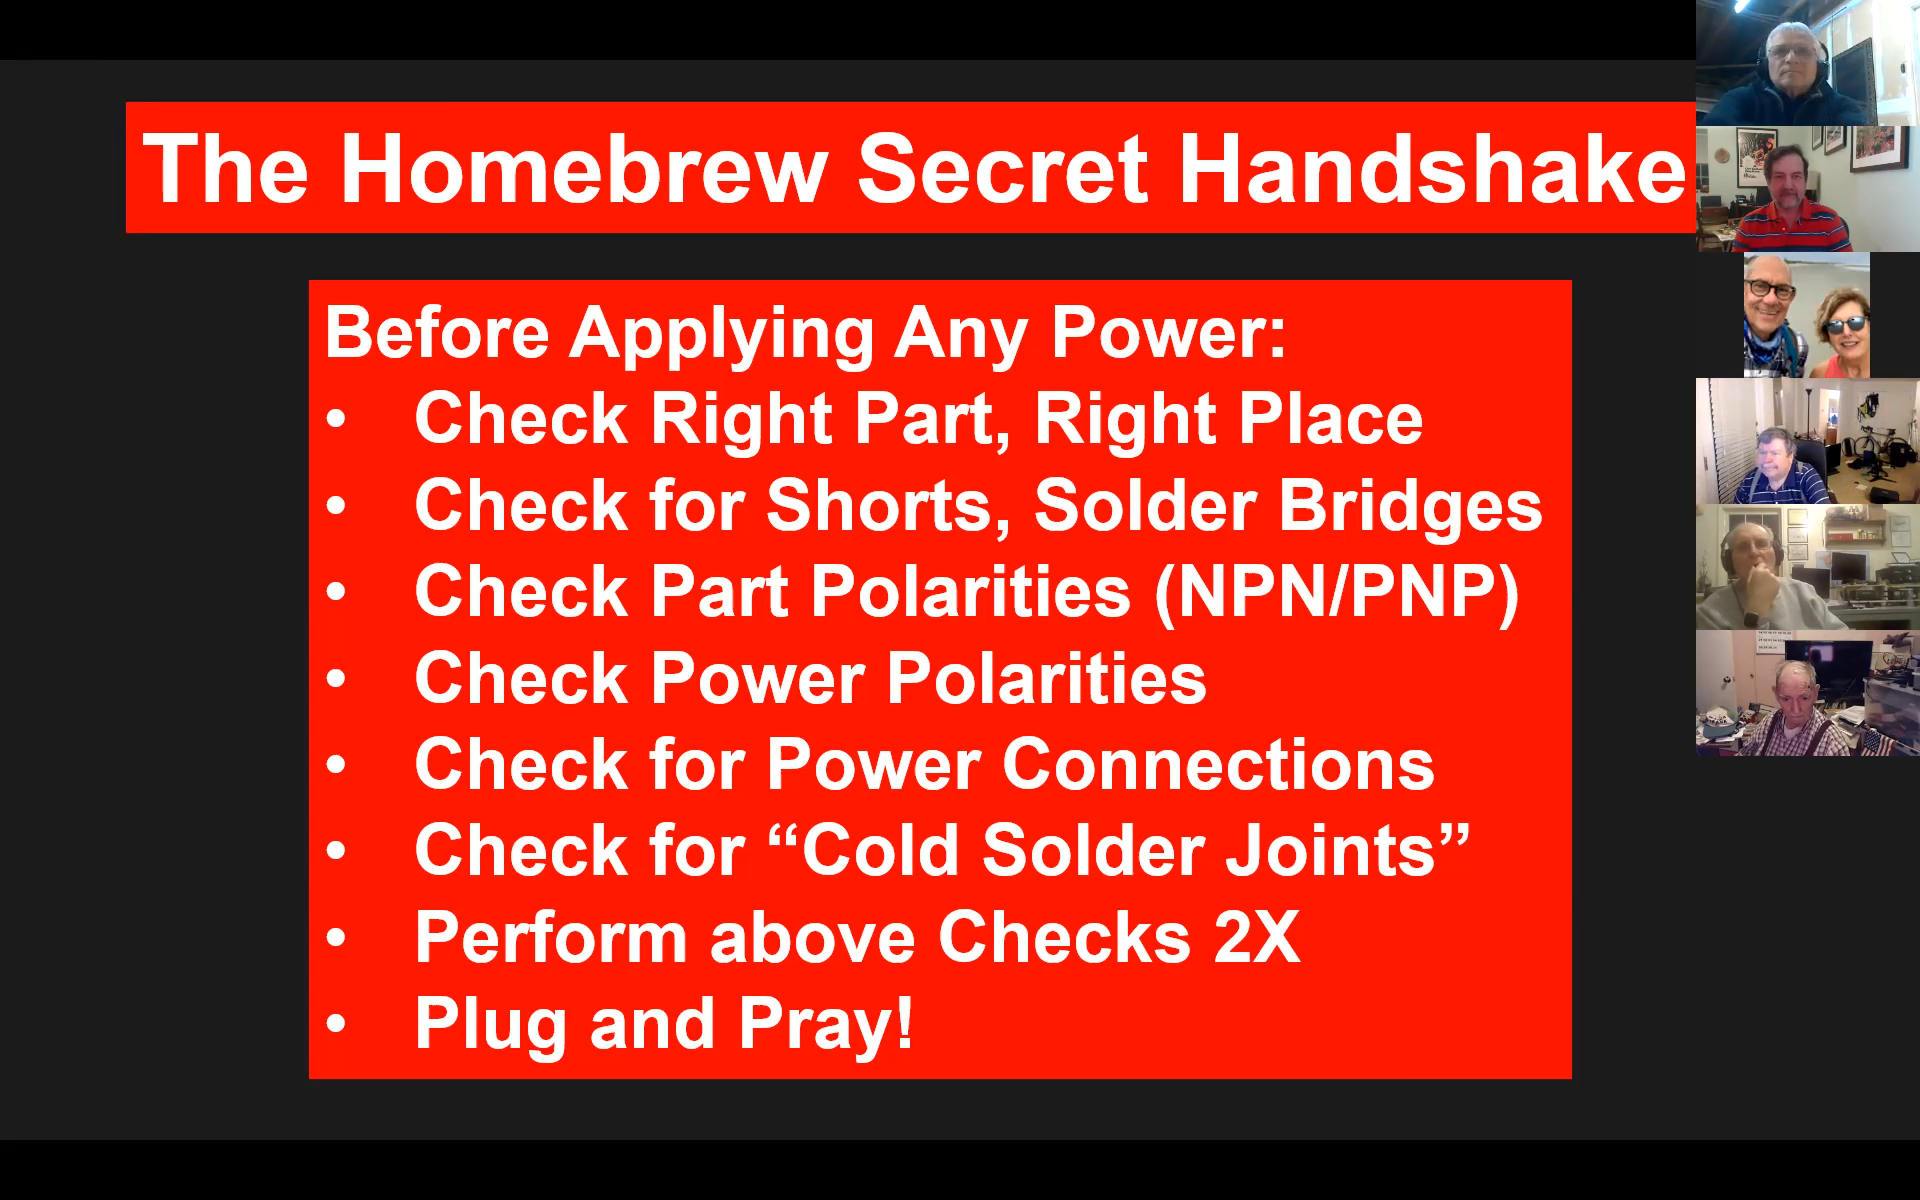 The Homebrew Secret Handshake
Before Applying Any Power:
• Check Right Part, Right Place
• Check for Shorts, Solder Bridges
• Check Part Polarities (NPN/PNP)
• Check Power Polarities
• Check for Power Connections
• Check for “Cold Solder Joints”
• Perform above Checks 2X
• Plug and Pray!